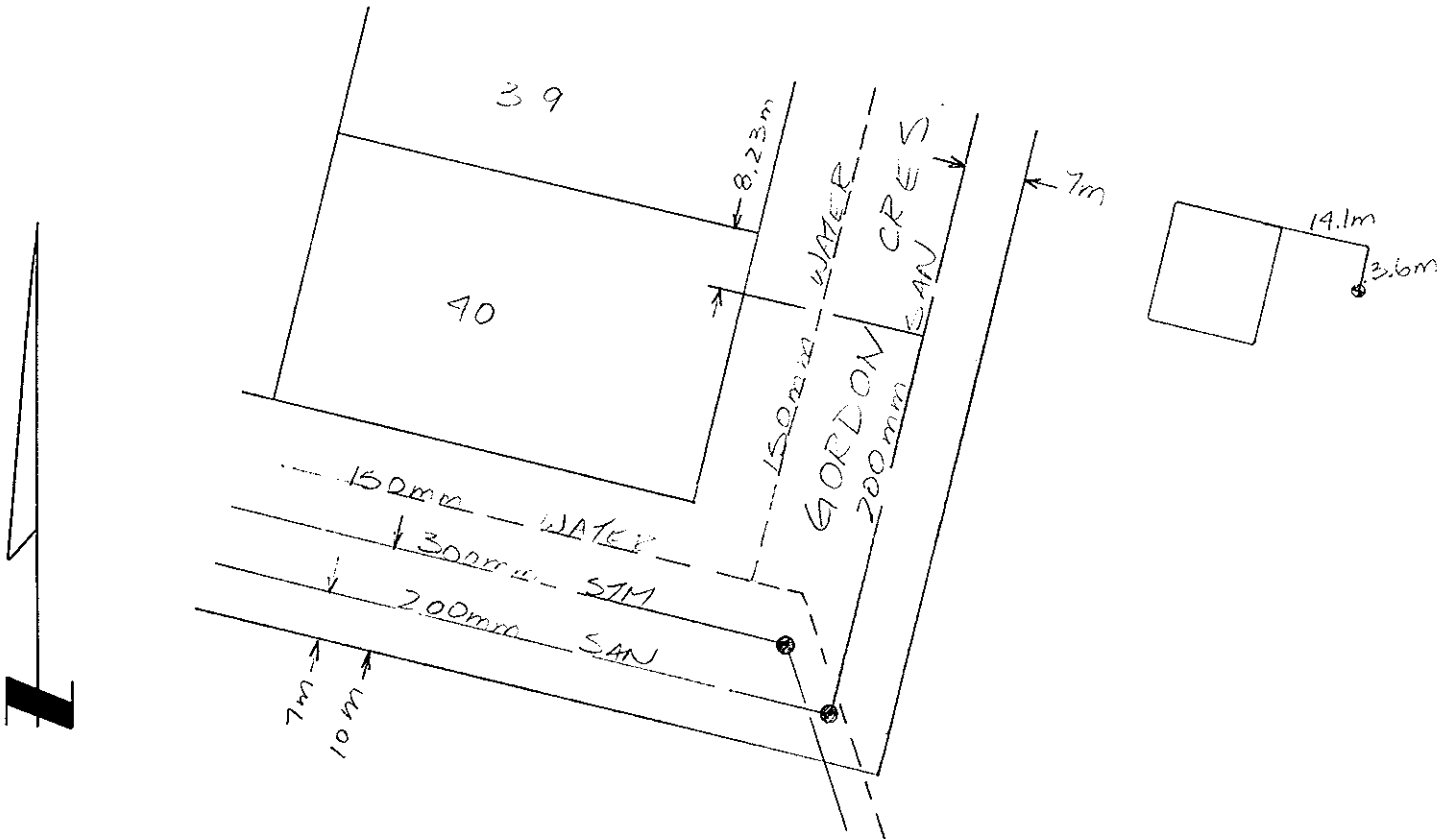 39
8.23m
150mm WATER
GORDON CRES.
200mm SAN
7m
14.1m
3.6m
40
150mm WATER
300mm STM
200mm SAN
7m
10m